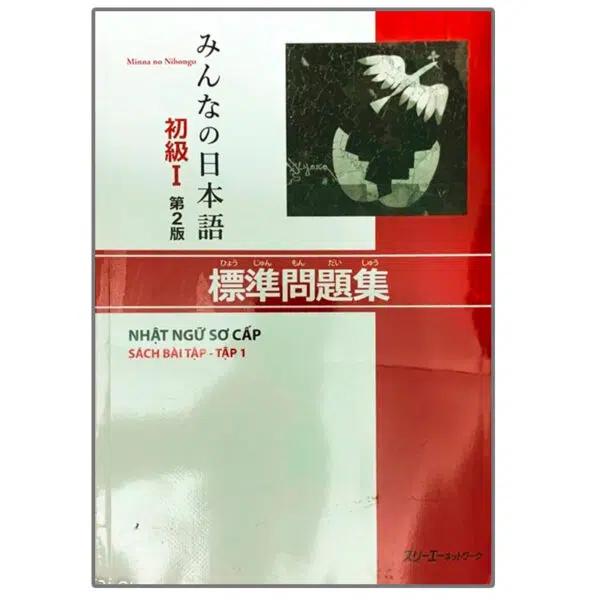 Minna no Nihongo
みんなの日本語
初級I
第2版
ひょう じゅん もん だい しゅう
標準問題集
NHẬT NGỮ SƠ CẤP
SÁCH BÀI TẬP - TẬP 1
スリーエーネットワーク